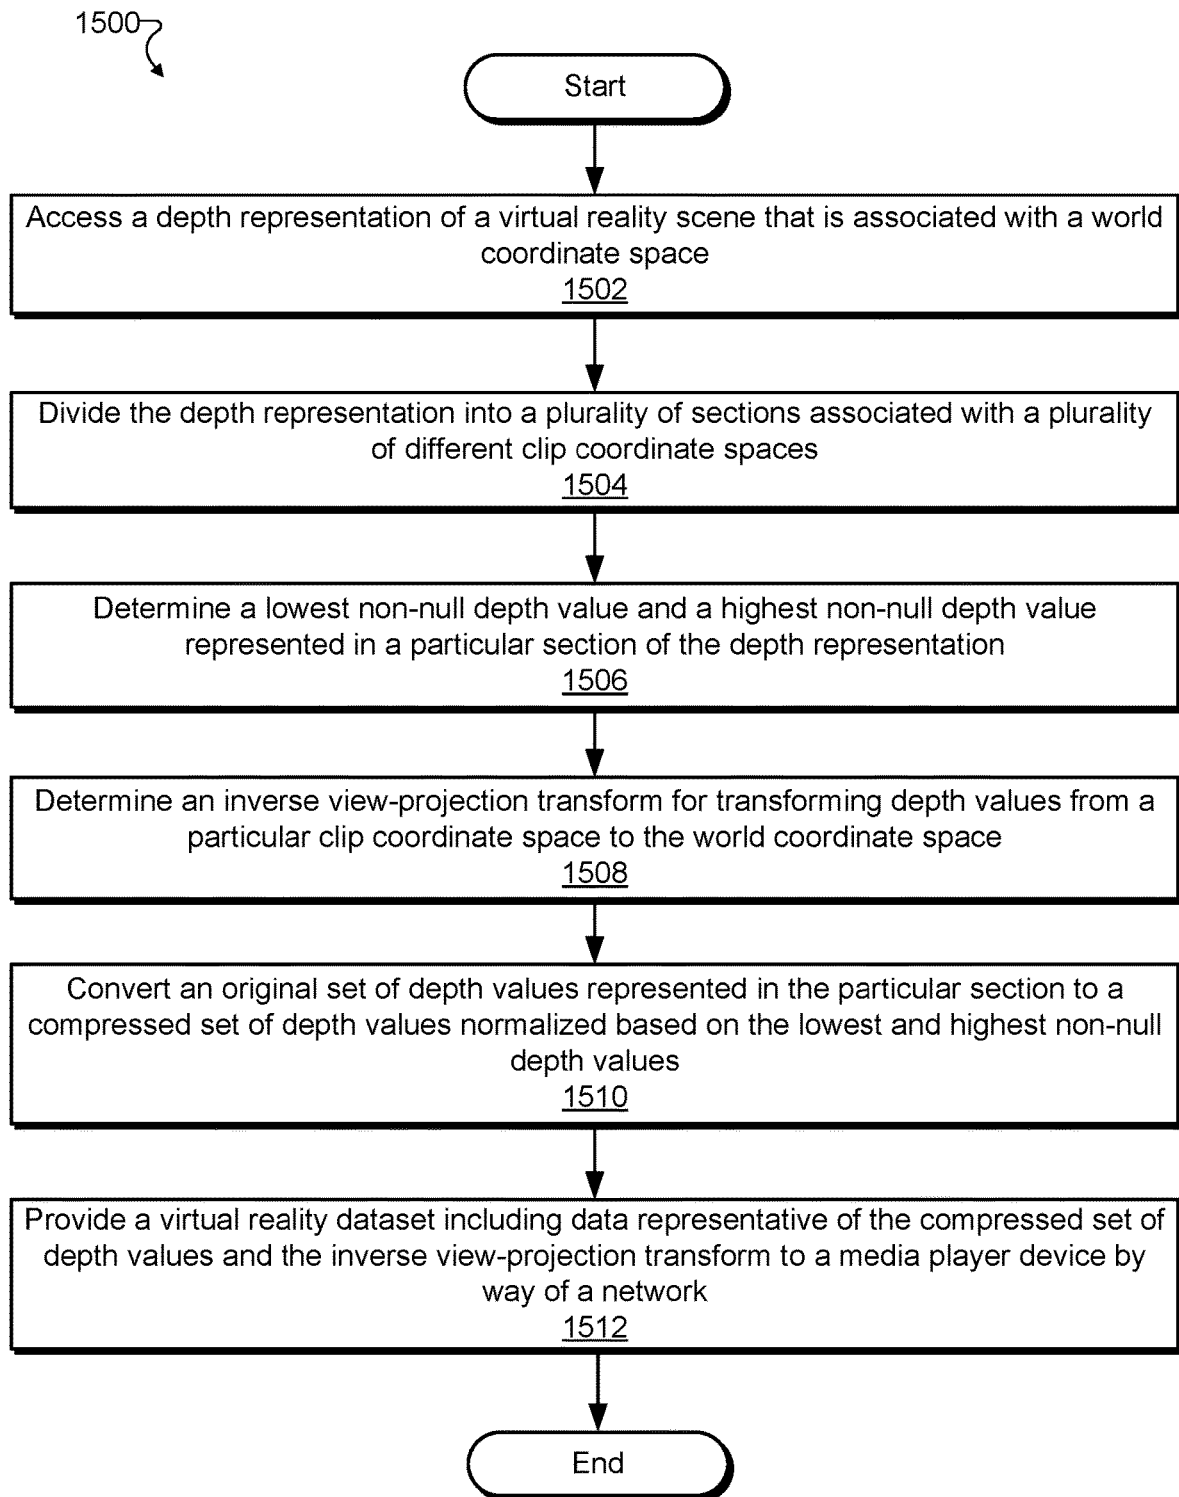 1500
Start
Access a depth representation of a virtual reality scene that is associated with a world
coordinate space
1502
Divide the depth representation into a plurality of sections associated with a plurality
of different clip coordinate spaces
1504
Determine a lowest non-null depth value and a highest non-null depth value
represented in a particular section of the depth representation
1506
Determine an inverse view-projection transform for transforming depth values from a
particular clip coordinate space to the world coordinate space
1508
Convert an original set of depth values represented in the particular section to a
compressed set of depth values normalized based on the lowest and highest non-null
depth values
1510
Provide a virtual reality dataset including data representative of the compressed set of
depth values and the inverse view-projection transform to a media player device by
way of a network
1512
End